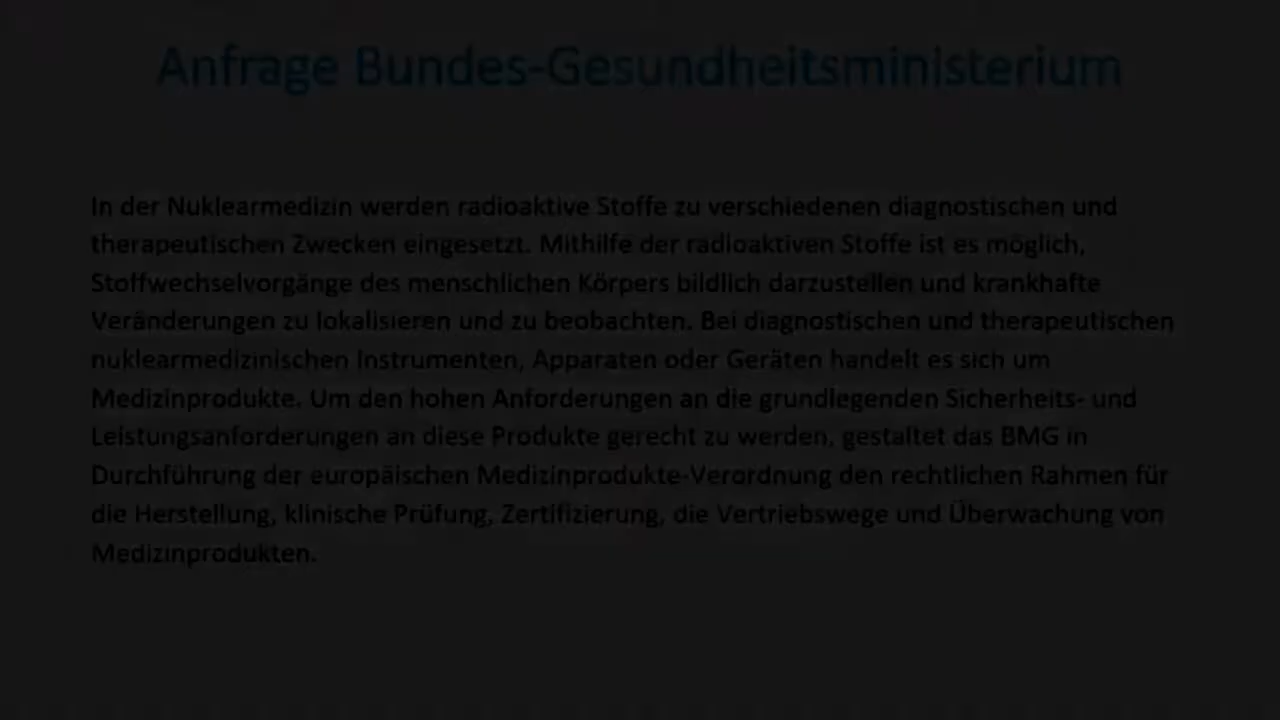 Anfrage Bundes-Gesundheitsministerium
In der Nuklearmedizin werden radioaktive Stoffe zu verschiedenen diagnostischen und
therapeutischen Zwecken eingesetzt. Mithilfe der radioaktiven Stoffe ist es möglich,
Stoffwechselvorgänge des menschlichen Körpers bildlich darzustellen und krankhafte
Veränderungen zu lokalisieren und zu beobachten. Bei diagnostischen und therapeutischen
nuklearmedizinischen Instrumenten, Apparaten oder Geräten handelt es sich um
Medizinprodukte. Um den hohen Anforderungen an die grundlegenden Sicherheits- und
Leistungsanforderungen an diese Produkte gerecht zu werden, gestaltet das BMG in
Durchführung der europäischen Medizinprodukte-Verordnung den rechtlichen Rahmen für
die Herstellung, klinische Prüfung, Zertifizierung, die Vertriebswege und Überwachung von
Medizinprodukten.